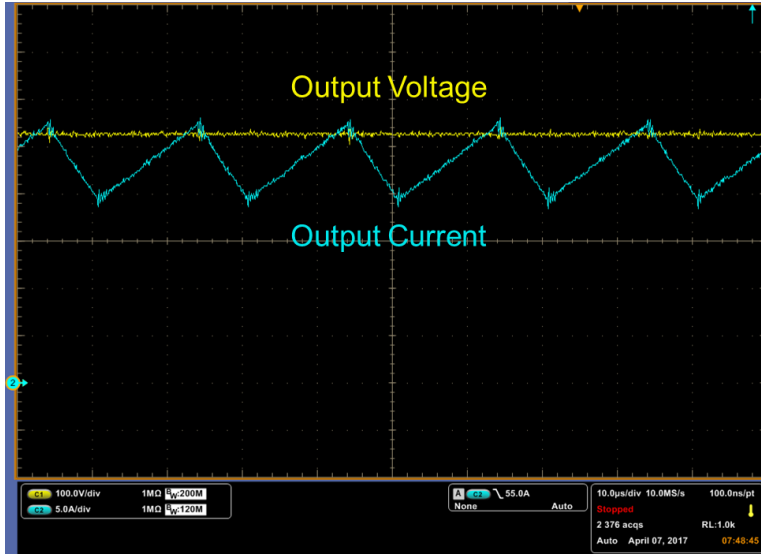 Output Voltage
Output Current
2
C1 100.0V/div 1MΩ BW:200M
C2 5.0A/div 1MΩ BW:120M
A C2 55.0A
None Auto
10.0µs/div 10.0MS/s 100.0ns/pt
Stopped
2 376 acqs RL:1.0k
Auto April 07, 2017 07:48:45